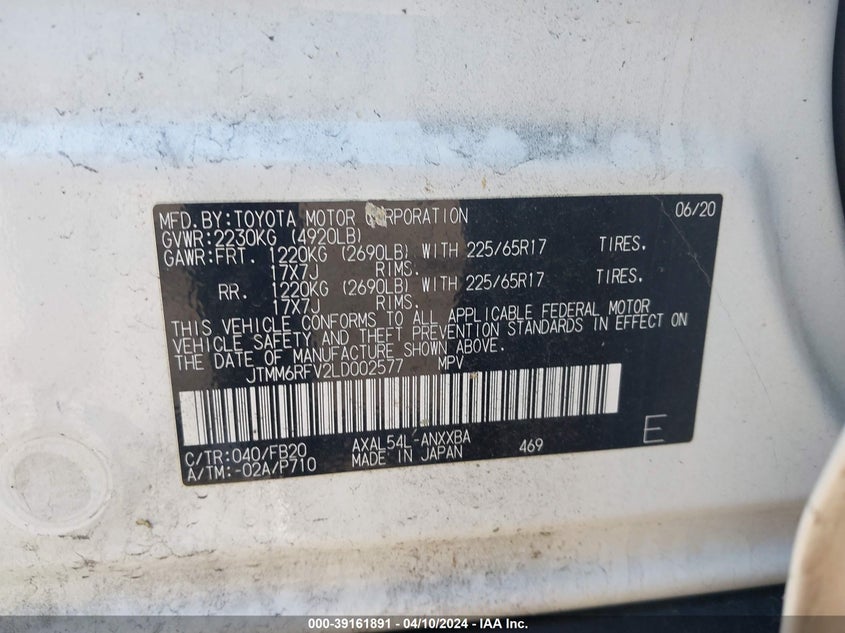 MFD.BY:TOYOTA MOTOR CORPORATION 06/20
GVWR:2230KG (4920LB)
GAWR:FRT. 1220KG (2690LB) WITH 225/65R17 TIRES.
17X7J RIMS.
RR. 1220KG (2690LB) WITH 225/65R17 TIRES.
17X7J RIMS.
THIS VEHICLE CONFORMS TO ALL APPLICABLE FEDERAL MOTOR
VEHICLE SAFETY AND THEFT PREVENTION STANDARDS IN EFFECT ON
THE DATE OF MANUFACTURE SHOWN ABOVE.
JTMM6RFV2LD002577 MPV
C/TR:040/FB20 AXAL54L-ANXXBA 469 E
A/TM:-02A/P710 MADE IN JAPAN
000-39161891 - 04/10/2024 - IAA Inc.